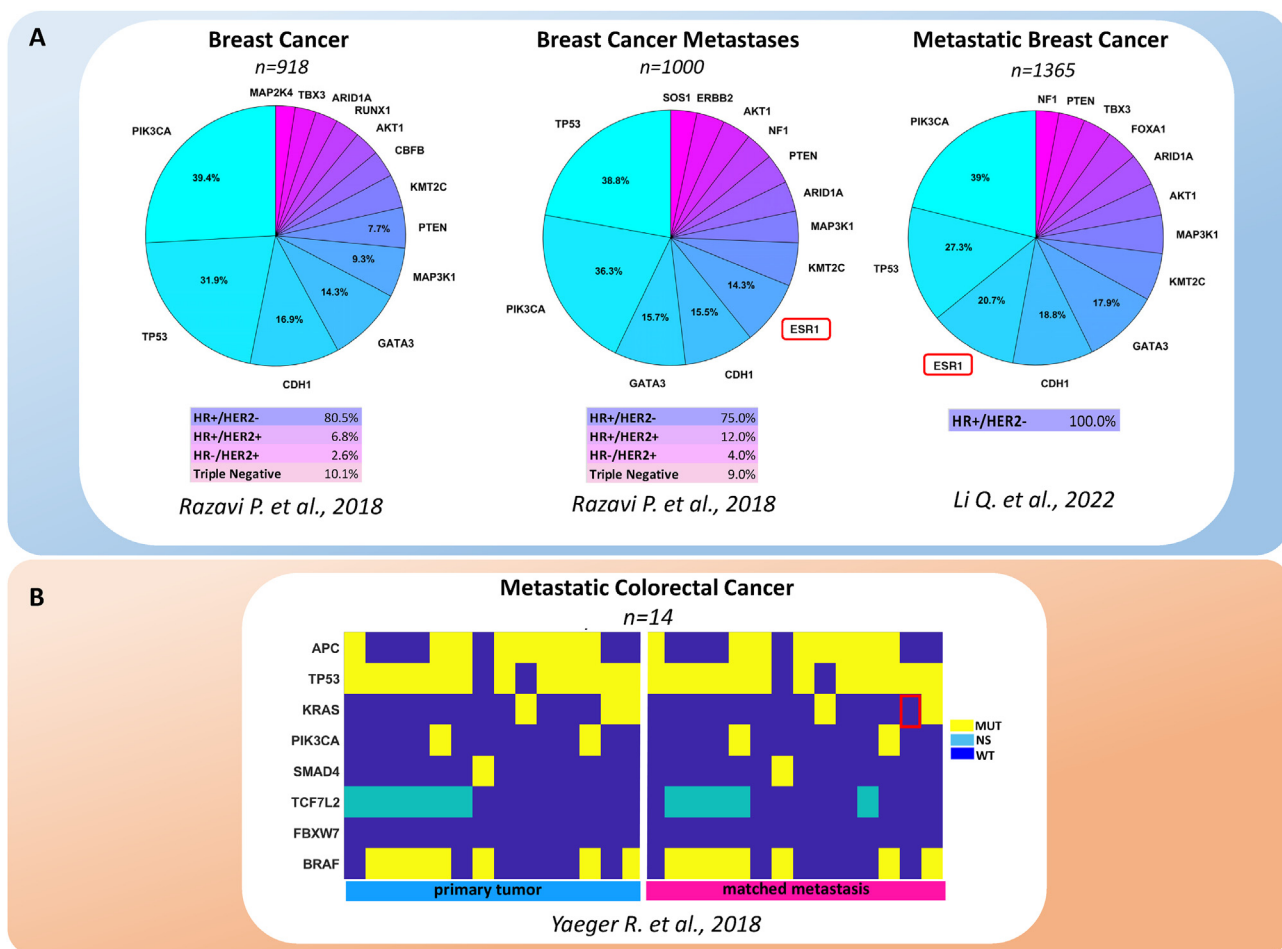 A
Breast Cancer
n=918
MAP2K4
TBX3
ARID1A
RUNX1
AKT1
CBFB
KMT2C
PTEN
MAP3K1
GATA3
CDH1
TP53
PIK3CA
39.4%
31.9%
16.9%
14.3%
9.3%
7.7%
HR+/HER2- 80.5%
HR+/HER2+ 6.8%
HR-/HER2+ 2.6%
Triple Negative 10.1%
Razavi P. et al., 2018
Breast Cancer Metastases
n=1000
SOS1
ERBB2
AKT1
NF1
PTEN
ARID1A
MAP3K1
KMT2C
ESR1
CDH1
GATA3
PIK3CA
TP53
38.8%
36.3%
15.7%
15.5%
14.3%
HR+/HER2- 75.0%
HR+/HER2+ 12.0%
HR-/HER2+ 4.0%
Triple Negative 9.0%
Razavi P. et al., 2018
Metastatic Breast Cancer
n=1365
NF1
PTEN
TBX3
FOXA1
ARID1A
AKT1
MAP3K1
KMT2C
GATA3
CDH1
ESR1
TP53
PIK3CA
39%
27.3%
20.7%
18.8%
17.9%
HR+/HER2- 100.0%
Li Q. et al., 2022
B
Metastatic Colorectal Cancer
n=14
APC
TP53
KRAS
PIK3CA
SMAD4
TCF7L2
FBXW7
BRAF
MUT
NS
WT
primary tumor
matched metastasis
Yaeger R. et al., 2018